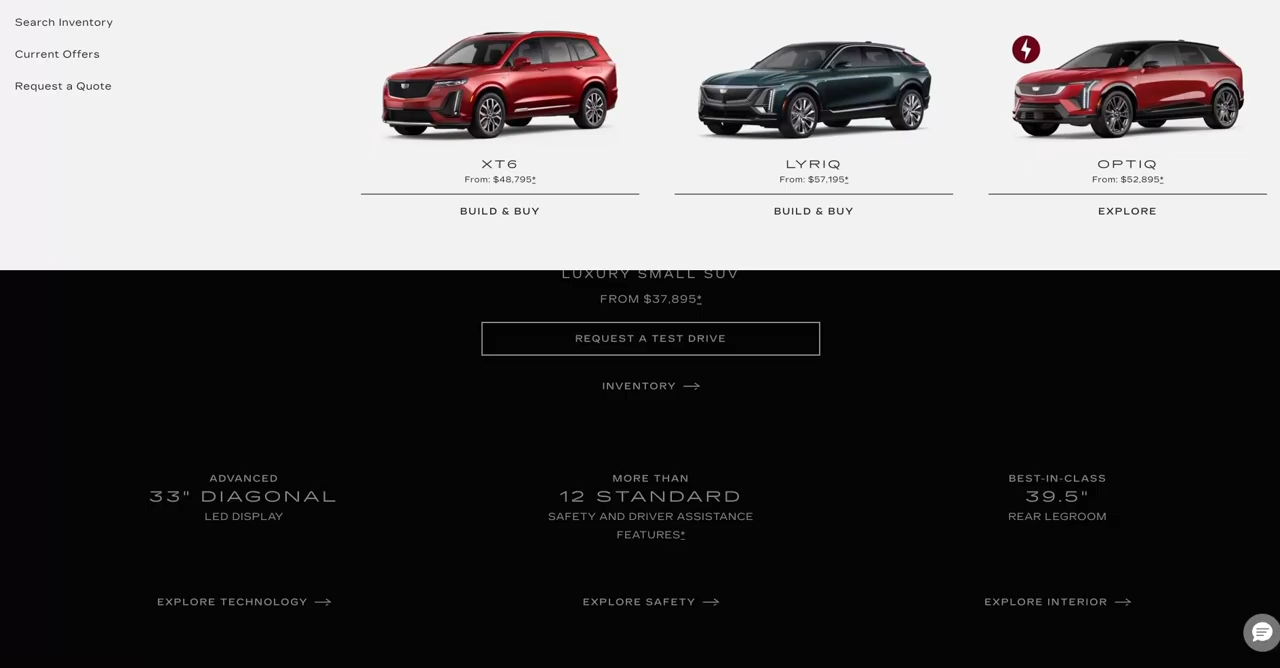 Search Inventory
Current Offers
Request a Quote
XT6
From: $48,795*
BUILD & BUY
LYRIQ
From: $57,195*
BUILD & BUY
OPTIQ
From: $52,895*
EXPLORE
LUXURY SMALL SUV
FROM $37,895*
REQUEST A TEST DRIVE
INVENTORY
ADVANCED
33" DIAGONAL
LED DISPLAY
MORE THAN
12 STANDARD
SAFETY AND DRIVER ASSISTANCE
FEATURES*
BEST-IN-CLASS
39.5"
REAR LEGROOM
EXPLORE TECHNOLOGY
EXPLORE SAFETY
EXPLORE INTERIOR